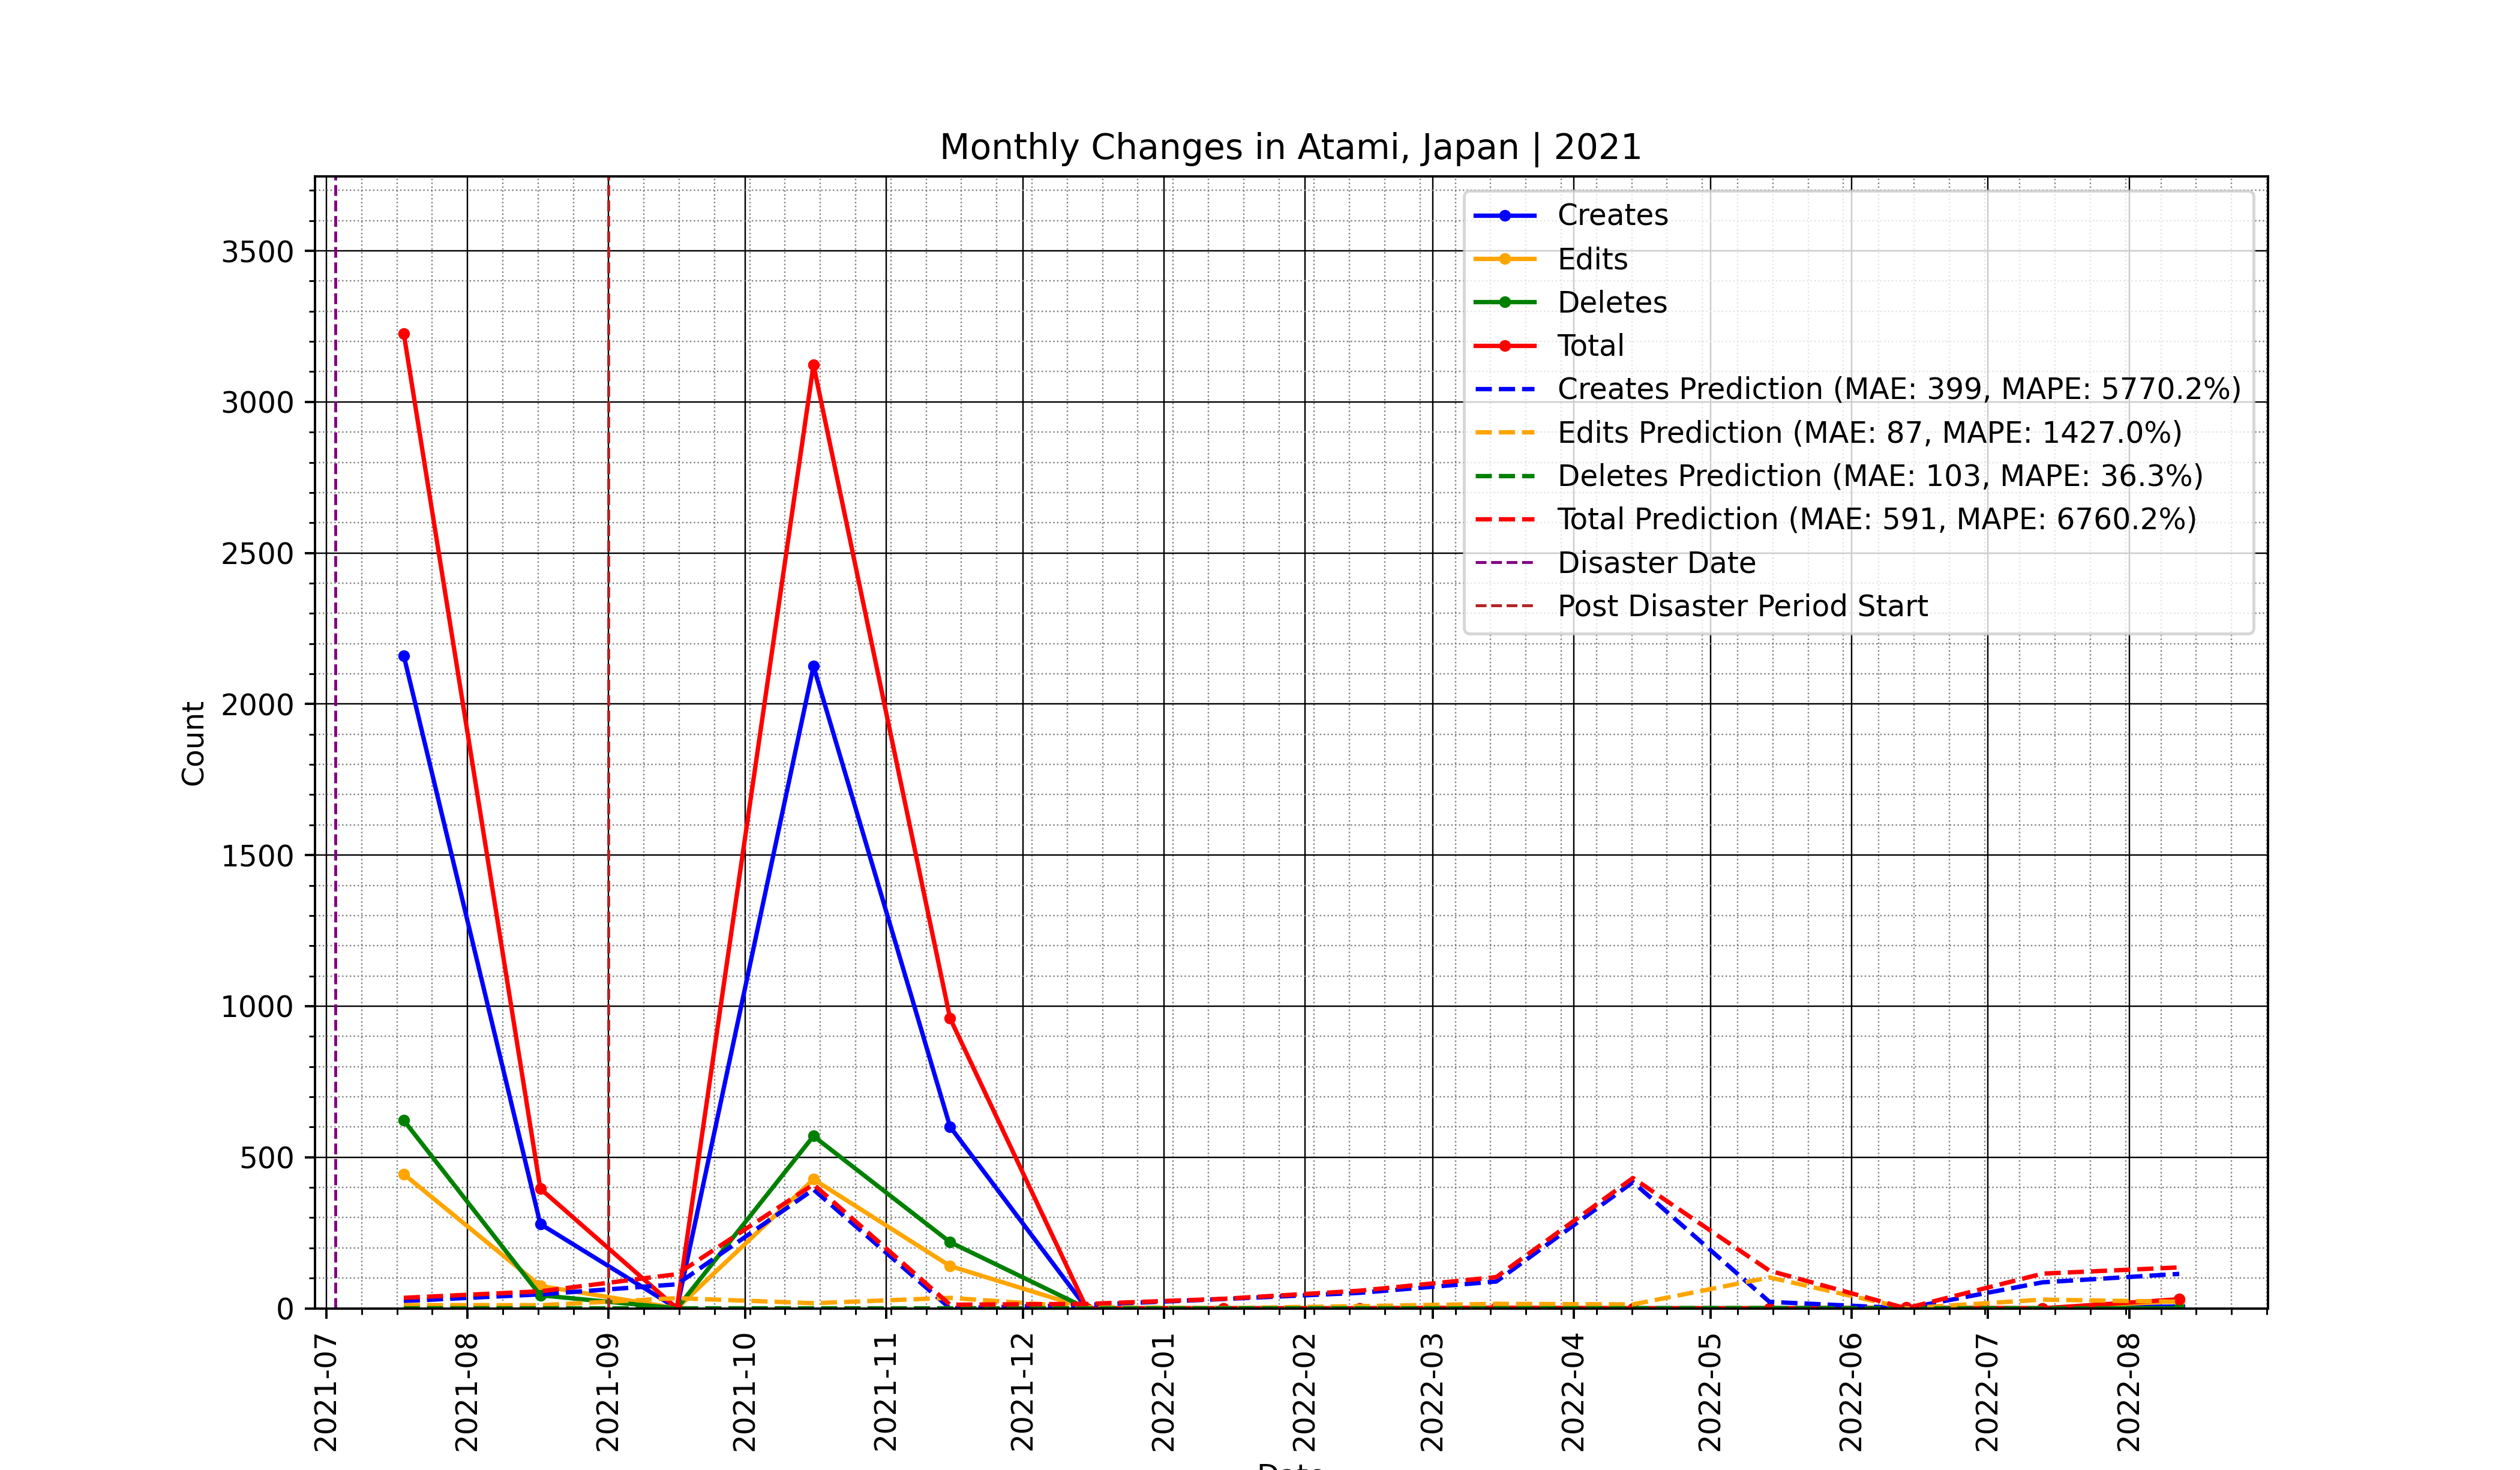 Monthly Changes in Atami, Japan | 2021
Creates
Edits
Deletes
Total
Creates Prediction (MAE: 399, MAPE: 5770.2%)
Edits Prediction (MAE: 87, MAPE: 1427.0%)
Deletes Prediction (MAE: 103, MAPE: 36.3%)
Total Prediction (MAE: 591, MAPE: 6760.2%)
Disaster Date
Post Disaster Period Start
Count
3500
3000
2500
2000
1500
1000
500
0
2021-07
2021-08
2021-09
2021-10
2021-11
2021-12
2022-01
2022-02
2022-03
2022-04
2022-05
2022-06
2022-07
2022-08
Date